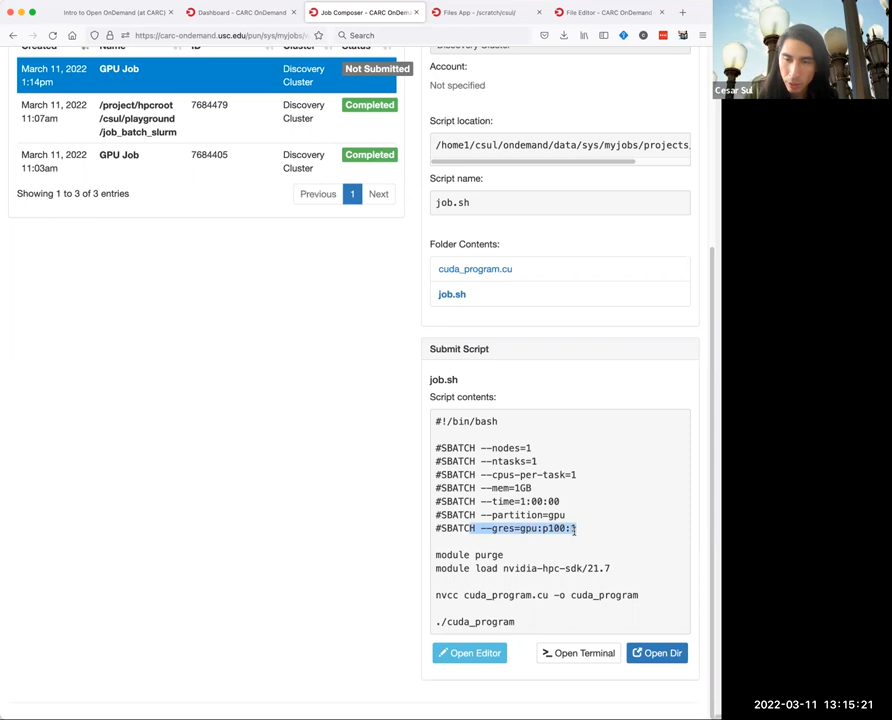 Intro to Open OnDemand (at CARC)
Dashboard - CARC OnDemand
Job Composer - CARC OnDem
Files App - /scratch/csul/
File Editor - CARC OnDemand
https://carc-ondemand.usc.edu/pun/sys/myjobs/
Search
Cesar Sul
Created
Name
ID
Cluster
Status
March 11, 2022 GPU Job Discovery Not Submitted
1:14pm Cluster
March 11, 2022 /project/hpcroot 7684479 Discovery Completed
11:07am /csul/playground Cluster
/job_batch_slurm
March 11, 2022 GPU Job 7684405 Discovery Completed
11:03am Cluster
Showing 1 to 3 of 3 entries
Previous 1 Next
Discovery Cluster
Account:
Not specified
Script location:
/home1/csul/ondemand/data/sys/myjobs/projects
Script name:
job.sh
Folder Contents:
cuda_program.cu
job.sh
Submit Script
job.sh
Script contents:
#!/bin/bash
#SBATCH --nodes=1
#SBATCH --ntasks=1
#SBATCH --cpus-per-task=1
#SBATCH --mem=1GB
#SBATCH --time=1:00:00
#SBATCH --partition=gpu
#SBATCH --gres=gpu:p100:1
module purge
module load nvidia-hpc-sdk/21.7
nvcc cuda_program.cu -o cuda_program
./cuda_program
Open Editor
>_ Open Terminal
Open Dir
2022-03-11 13:15:21